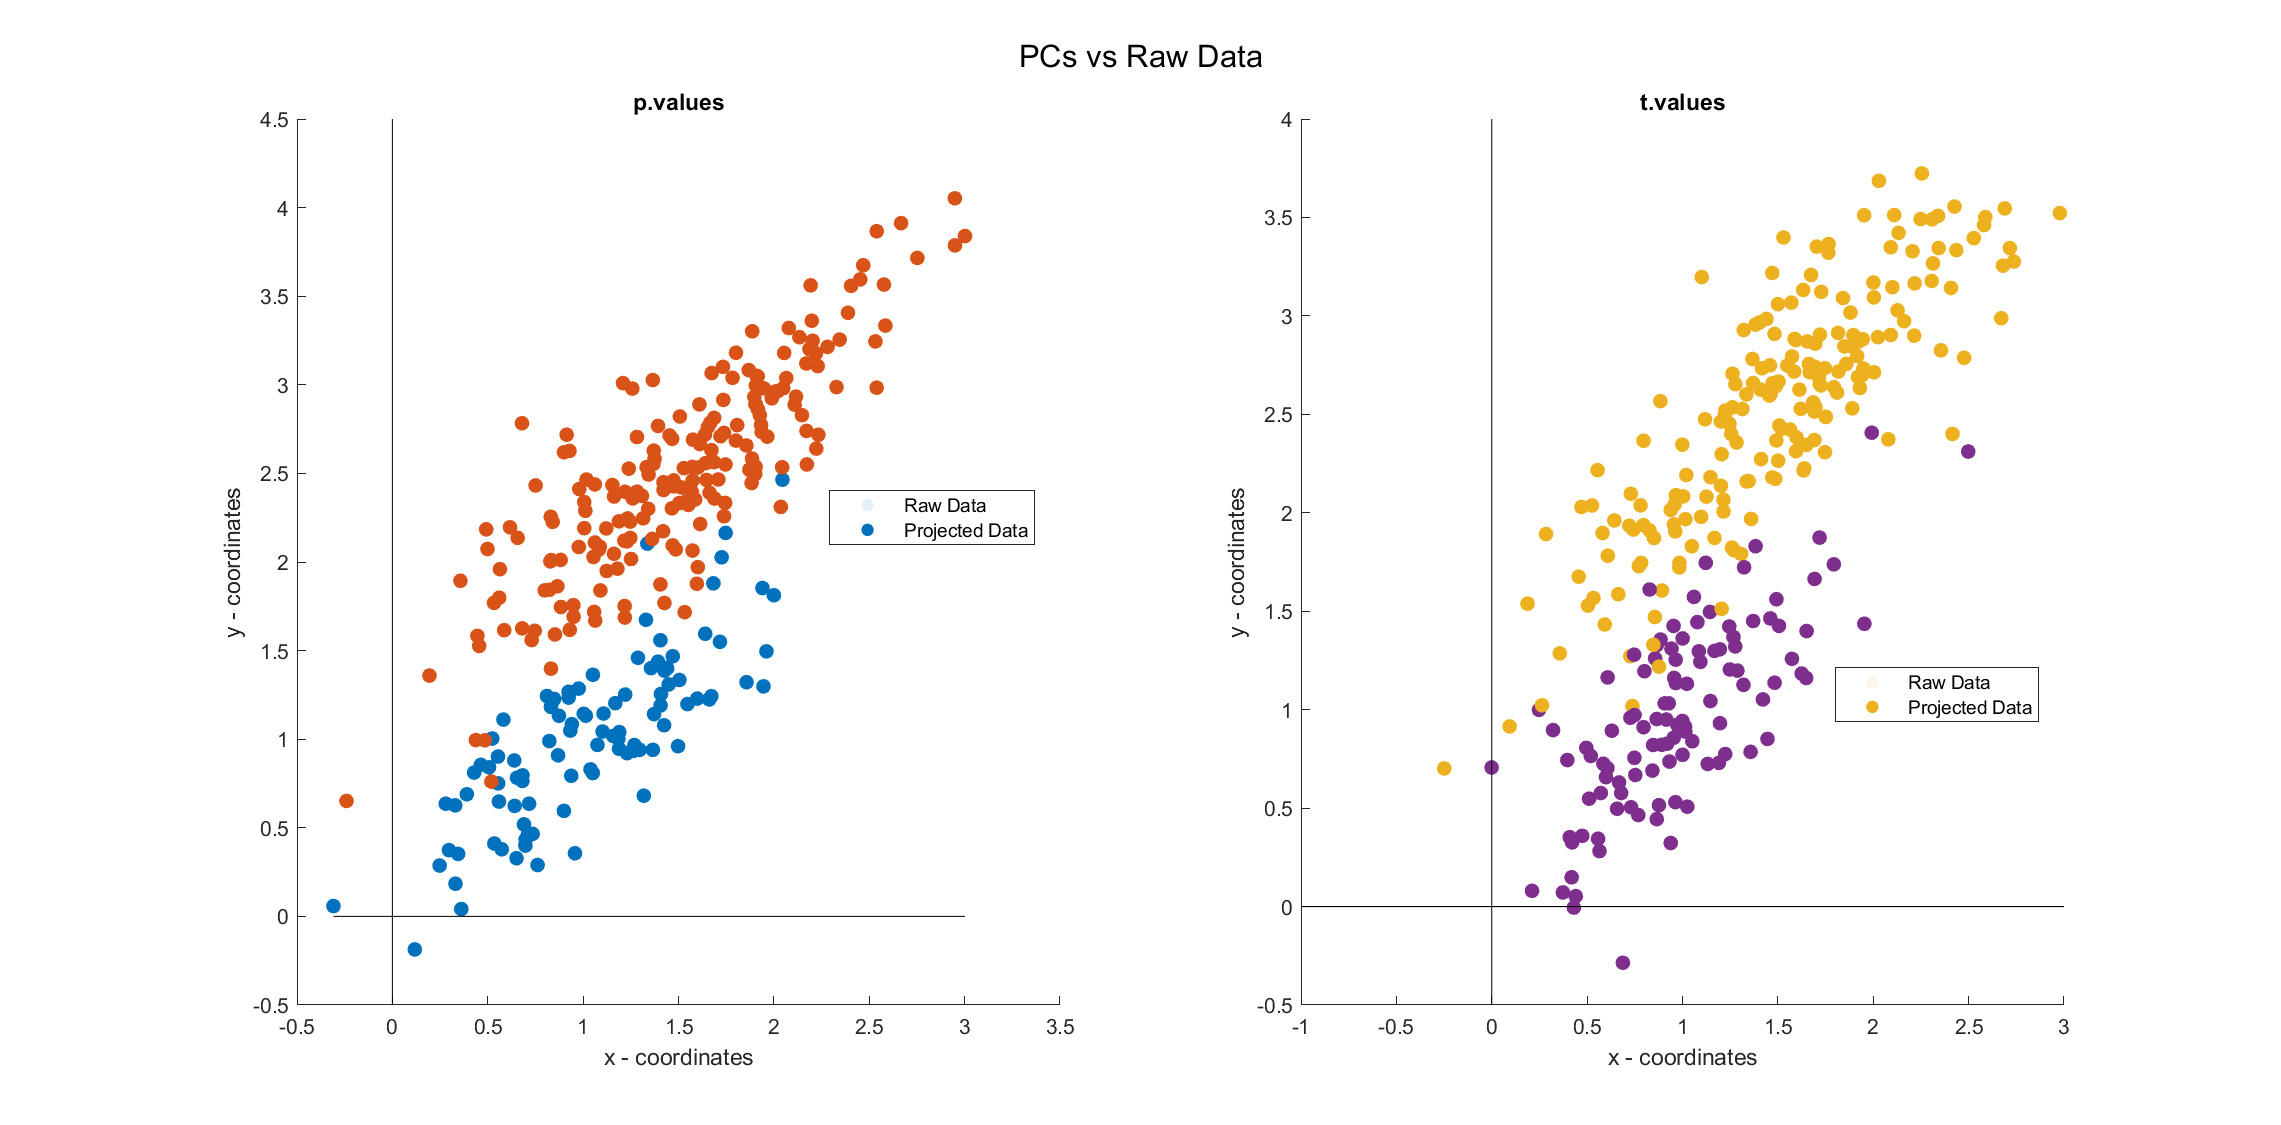 PCs vs Raw Data
p.values
4.5
4
3.5
3
2.5
2
1.5
1
0.5
0
-0.5
y - coordinates
-0.5 0 0.5 1 1.5 2 2.5 3 3.5
x - coordinates
Raw Data
Projected Data
t.values
4
3.5
3
2.5
2
1.5
1
0.5
0
-0.5
y - coordinates
-1 -0.5 0 0.5 1 1.5 2 2.5 3
x - coordinates
Raw Data
Projected Data